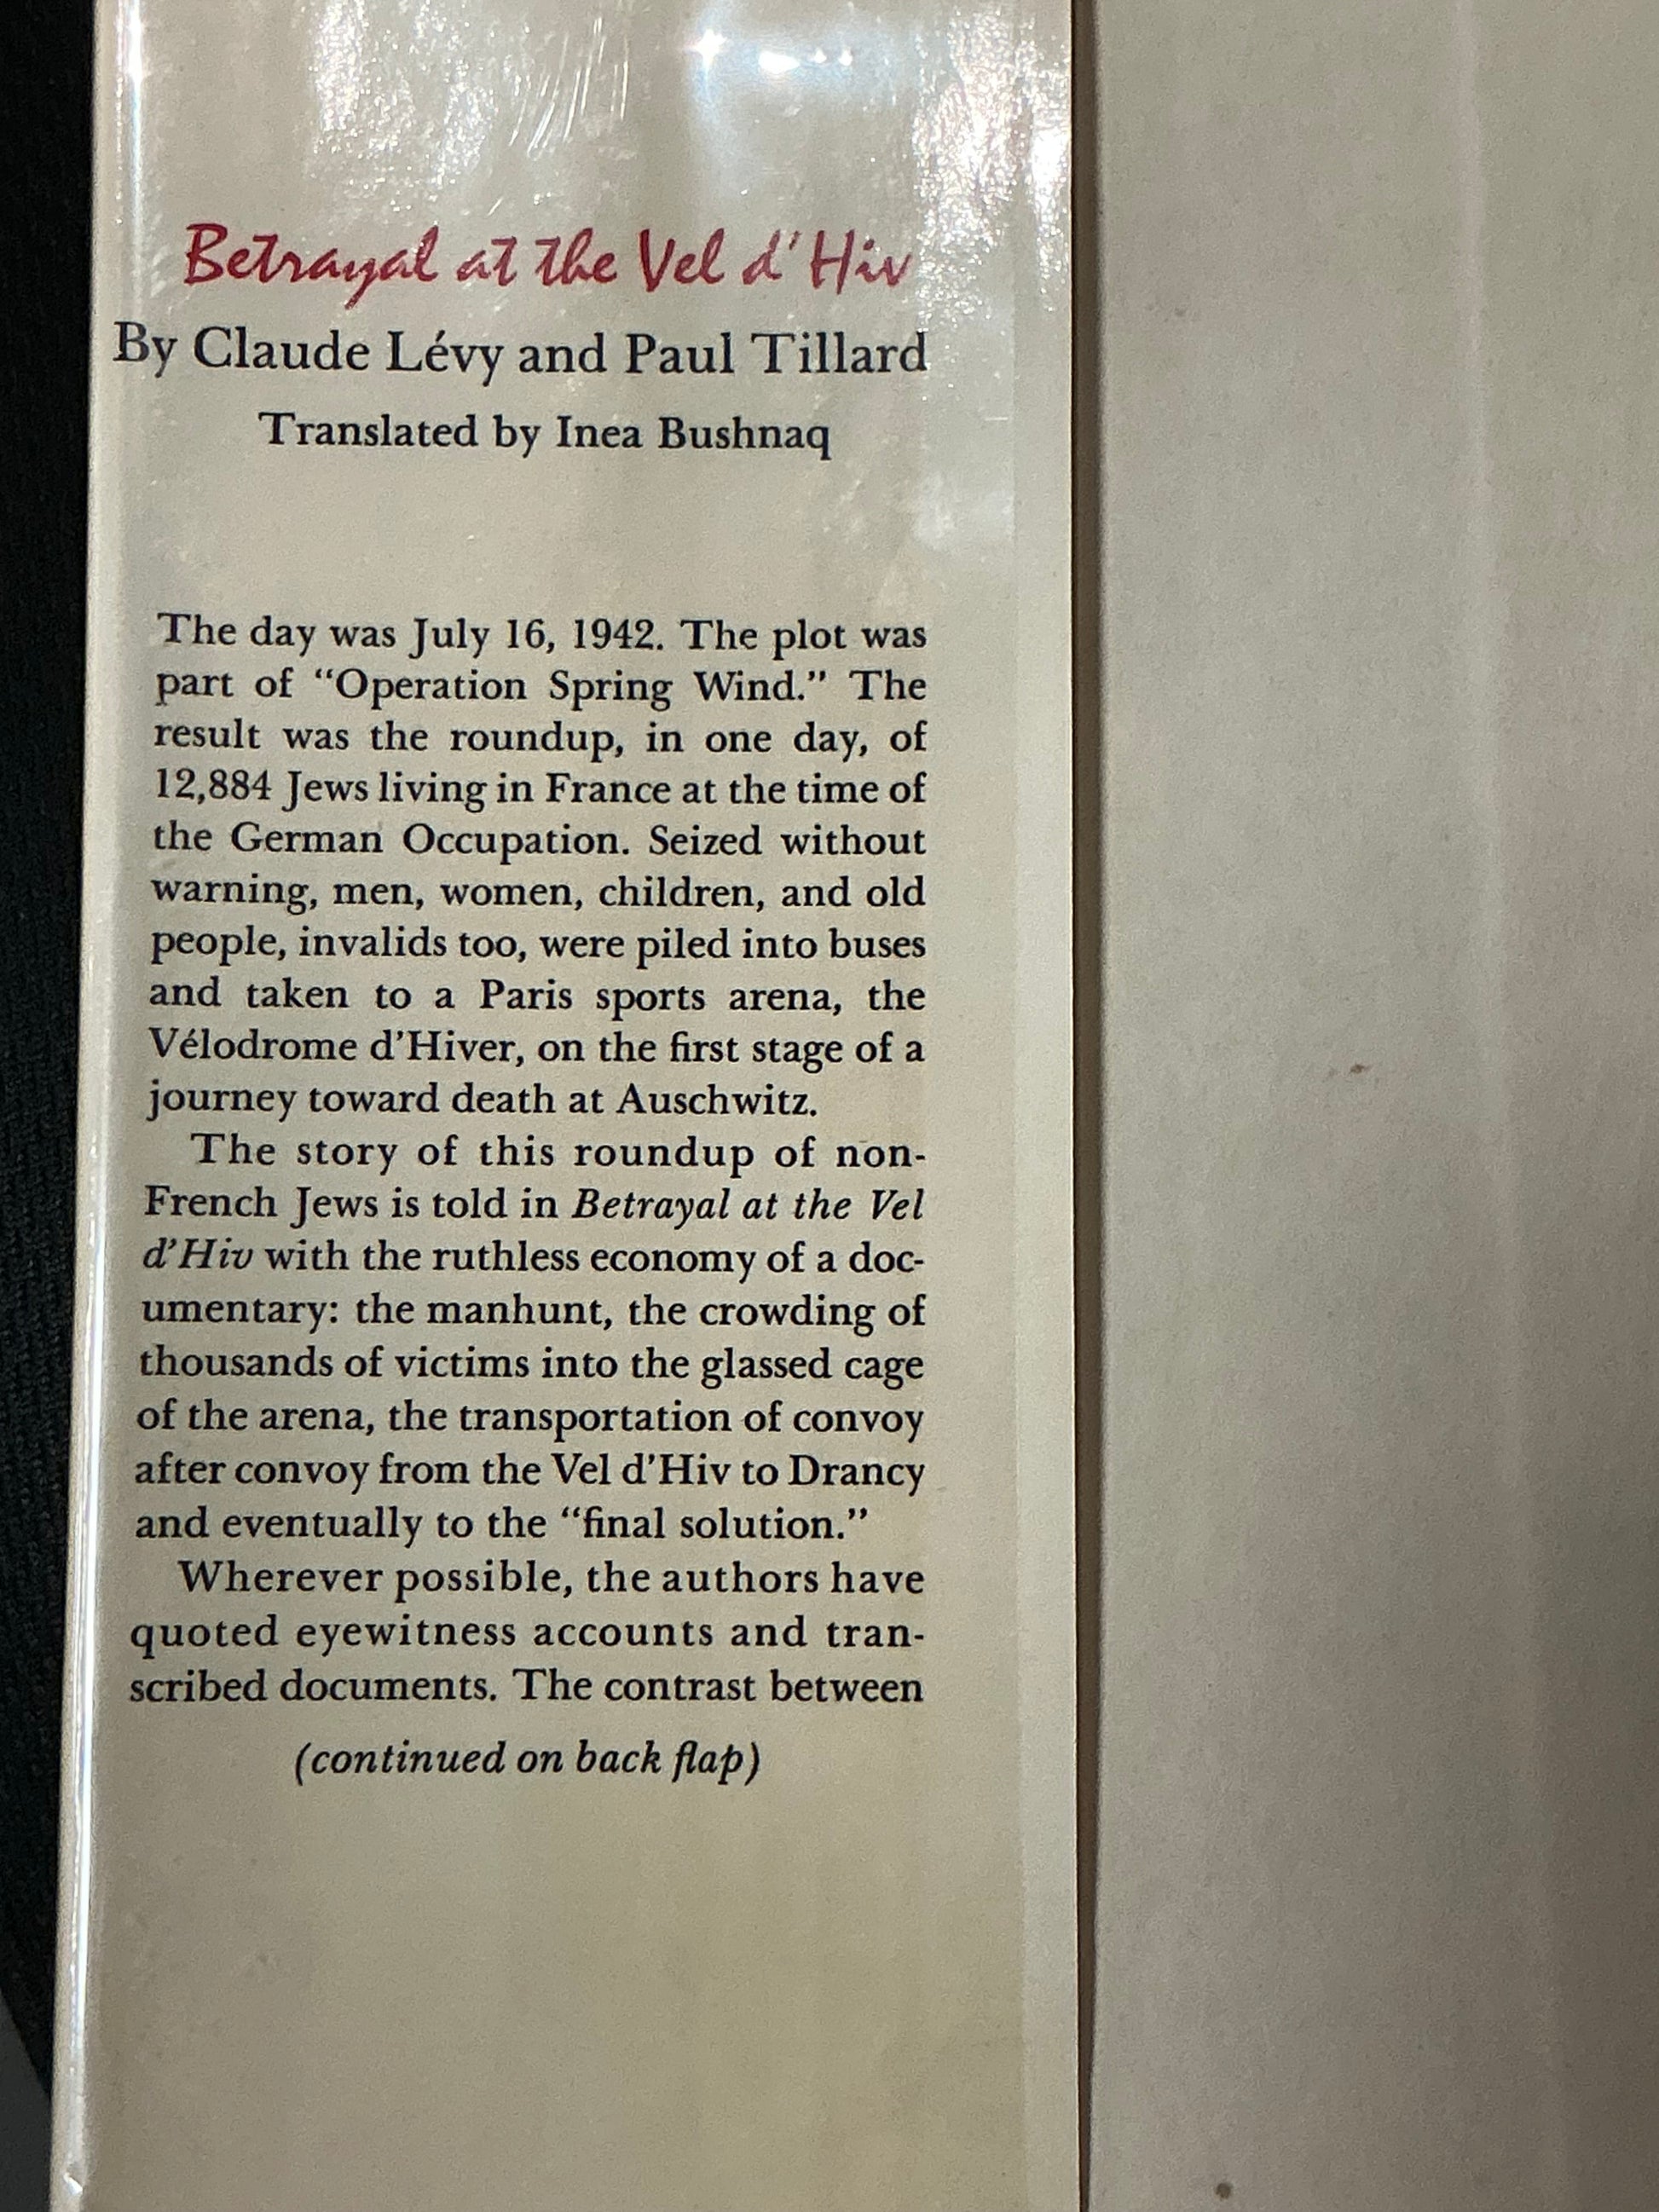 Betrayal at the Vel d'Hiv
By Claude Lévy and Paul Tillard
Translated by Inea Bushnaq
The day was July 16, 1942. The plot was
part of “Operation Spring Wind.” The
result was the roundup, in one day, of
12,884 Jews living in France at the time of
the German Occupation. Seized without
warning, men, women, children, and old
people, invalids too, were piled into buses
and taken to a Paris sports arena, the
Vélodrome d’Hiver, on the first stage of a
journey toward death at Auschwitz.
The story of this roundup of non-
French Jews is told in Betrayal at the Vel
d’Hiv with the ruthless economy of a doc-
umentary: the manhunt, the crowding of
thousands of victims into the glassed cage
of the arena, the transportation of convoy
after convoy from the Vel d’Hiv to Drancy
and eventually to the “final solution.”
Wherever possible, the authors have
quoted eyewitness accounts and tran-
scribed documents. The contrast between
(continued on back flap)